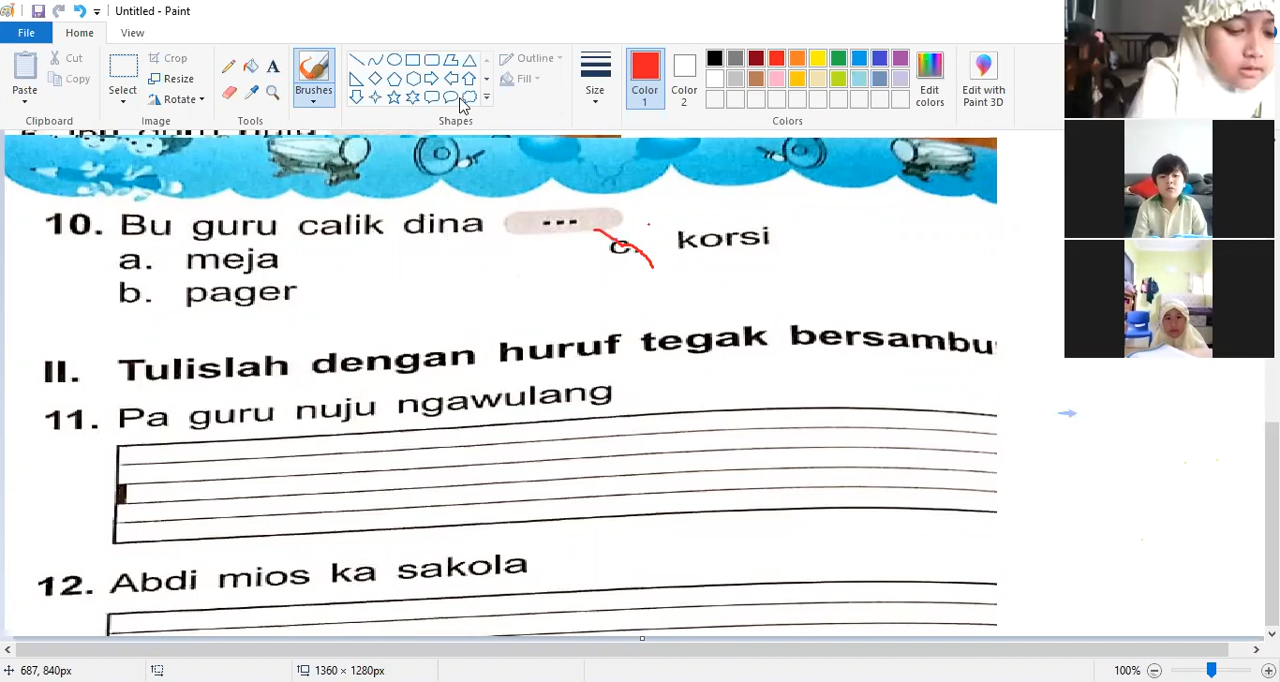 Untitled - Paint
File Home View
Paste Cut Copy Clipboard
Select Crop Resize Rotate Image
A Tools
Brushes
Outline Fill Shapes
Size
Color 1 Color 2 Edit colors Edit with Paint 3D Colors
10. Bu guru calik dina ...
a. meja c. korsi
b. pager
II. Tulislah dengan huruf tegak
11. Pa guru nuju ngawulang
12. Abdi mios ka sakola
687, 840px 1360 × 1280px 100%